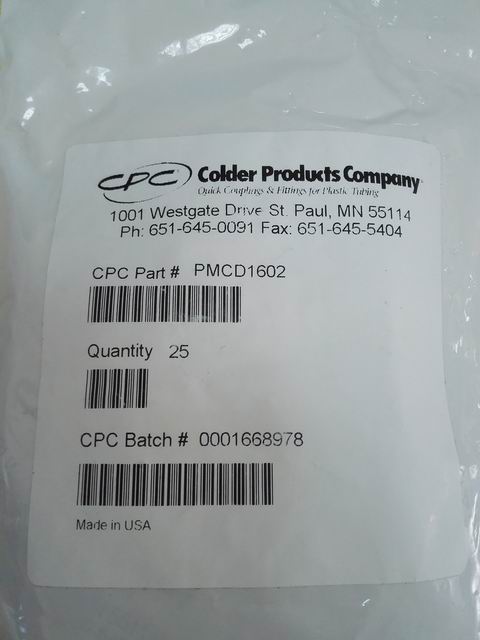 CPC Colder Products Company
Quick Couplings & Fittings for Plastic Tubing
1001 Westgate Drive St. Paul, MN 55114
Ph: 651-645-0091 Fax: 651-645-5404
CPC Part # PMCD1602
Quantity 25
CPC Batch # 0001668978
Made in USA